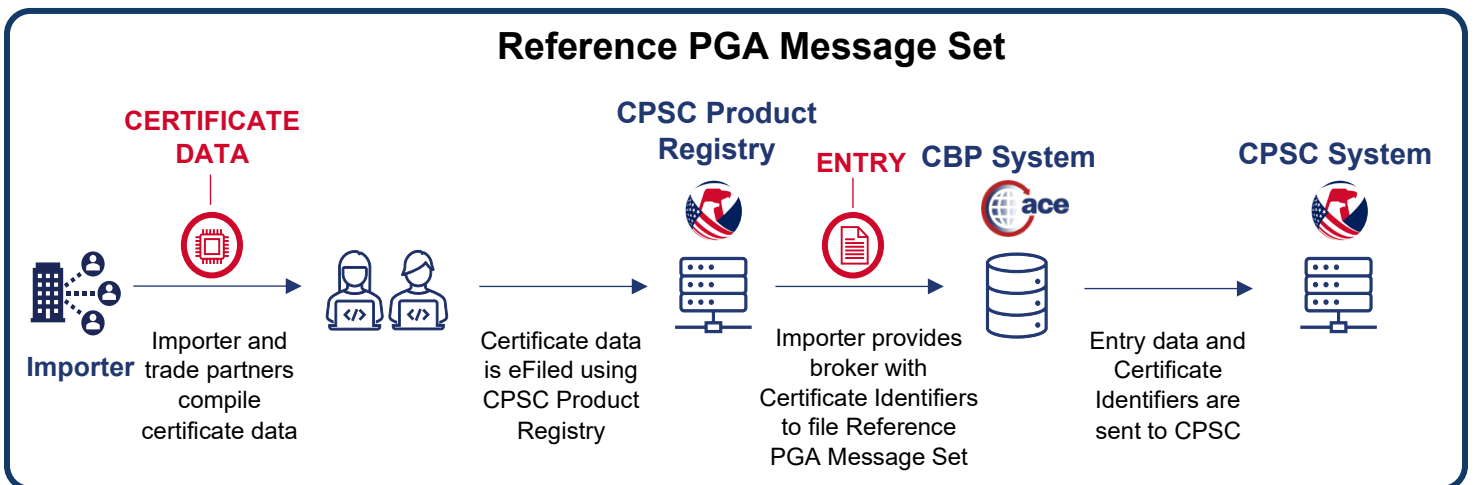 Reference PGA Message Set
CERTIFICATE
DATA
CPSC Product
Registry
ENTRY
CBP System
CPSC System
ace
</>
</>
Importer
Importer and
trade partners
compile
certificate data
Certificate data
is eFiled using
CPSC Product
Registry
Importer provides
broker with
Certificate Identifiers
to file Reference
PGA Message Set
Entry data and
Certificate
Identifiers are
sent to CPSC